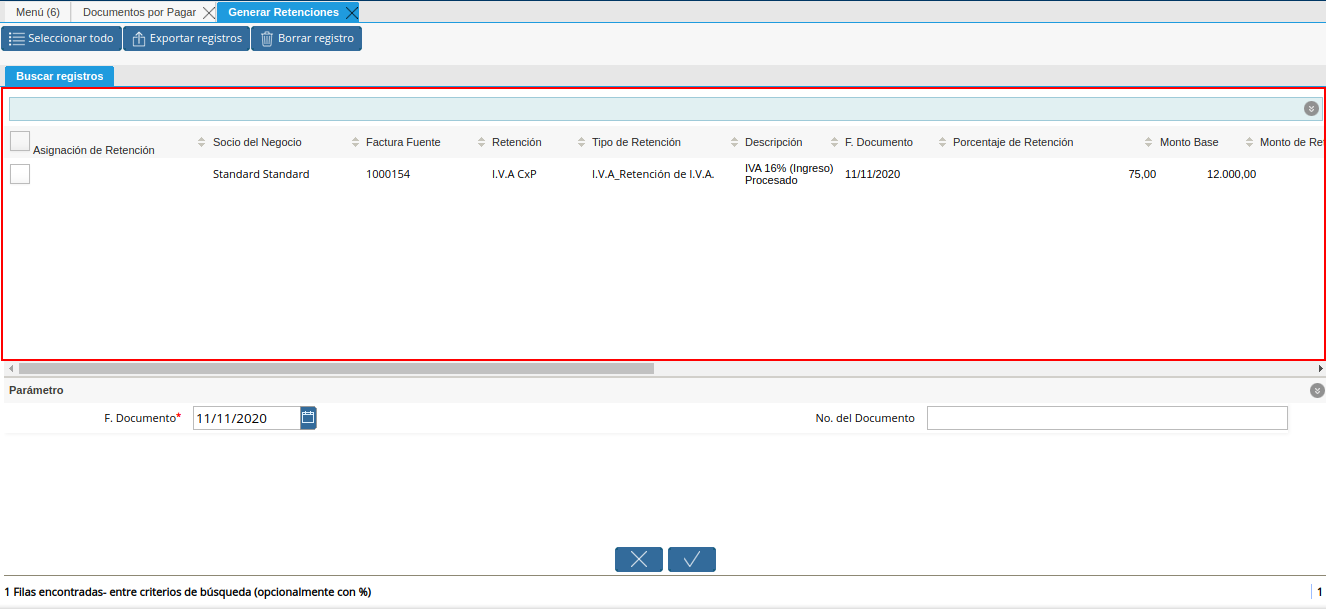 Menú (6) Documentos por Pagar Generar Retenciones
Seleccionar todo Exportar registros Borrar registro
Buscar registros
Asignación de Retención Socio del Negocio Factura Fuente Retención Tipo de Retención Descripción F. Documento Porcentaje de Retención Monto Base Monto de Re
Standard Standard 1000154 I.V.A CxP I.V.A_Retención de I.V.A. IVA 16% (Ingreso) 11/11/2020 75,00 12.000,00
Procesado
Parámetro
F. Documento* 11/11/2020 No. del Documento
1 Filas encontradas- entre criterios de búsqueda (opcionalmente con %) 1